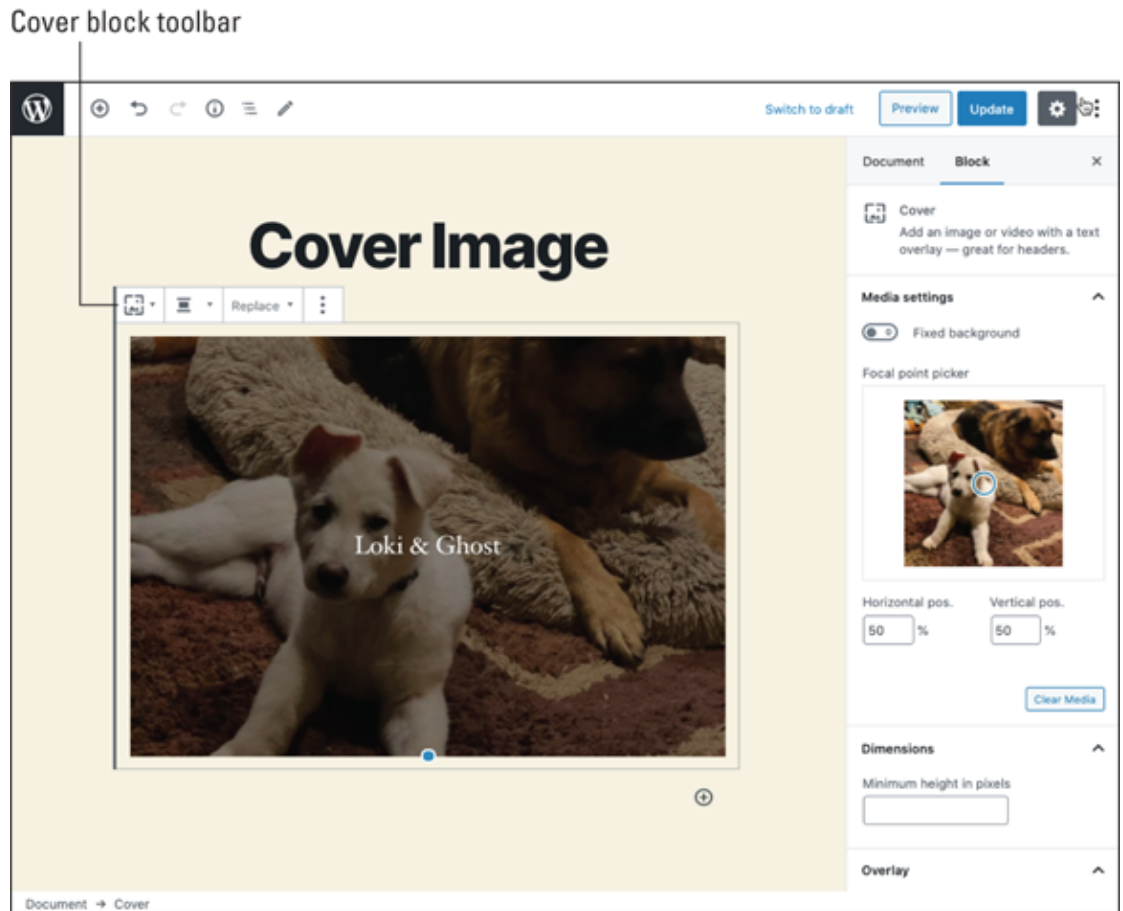 Cover block toolbar
Switch to draft
Preview
Update
Document
Block
Cover
Add an image or video with a text
overlay — great for headers.
Cover Image
Replace
Media settings
Fixed background
Focal point picker
Loki & Ghost
Horizontal pos.
Vertical pos.
50 %
50 %
Clear Media
Dimensions
Minimum height in pixels
Overlay
Document → Cover